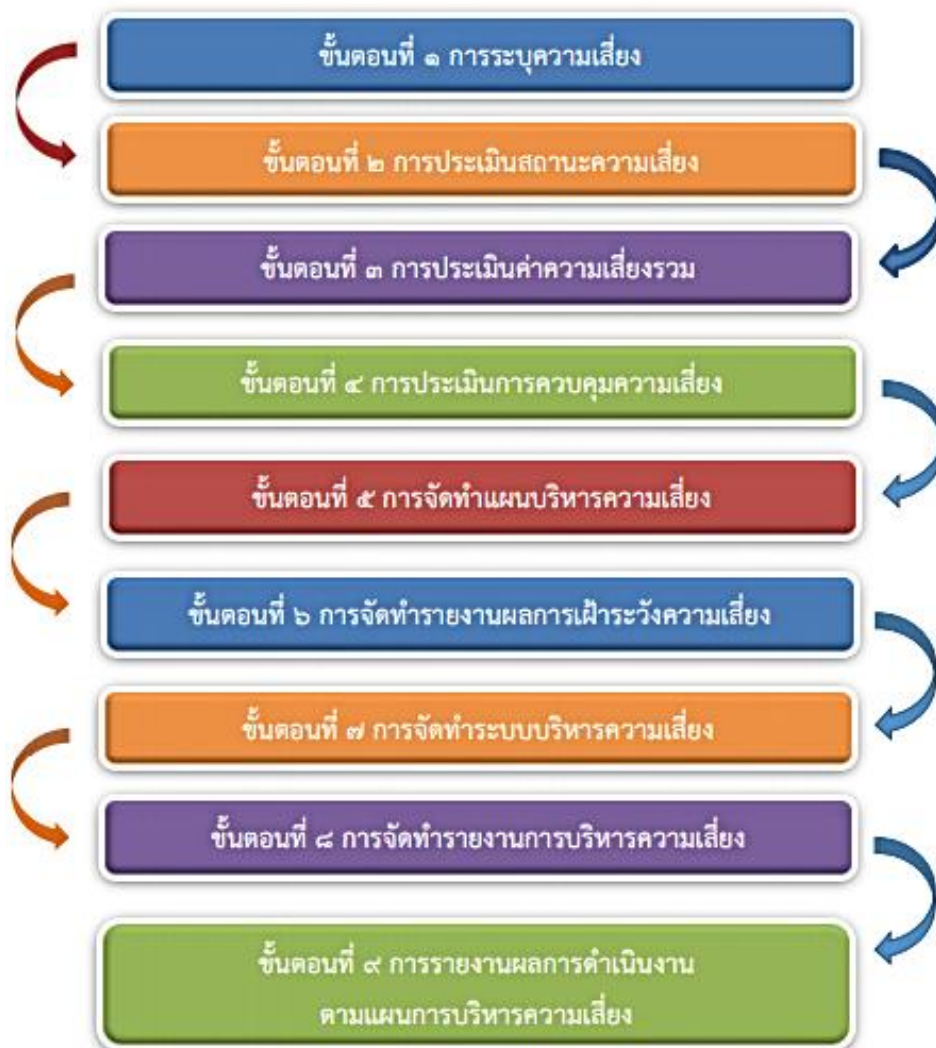 ขั้นตอนที่ ๑ การระบุความเสี่ยง
ขั้นตอนที่ ๒ การประเมินสถานะความเสี่ยง
ขั้นตอนที่ ๓ การประเมินค่าความเสี่ยงรวม
ขั้นตอนที่ ๔ การประเมินการควบคุมความเสี่ยง
ขั้นตอนที่ ๕ การจัดทำแผนบริหารความเสี่ยง
ขั้นตอนที่ ๖ การจัดทำรายงานผลการเฝ้าระวังความเสี่ยง
ขั้นตอนที่ ๗ การจัดทำระบบบริหารความเสี่ยง
ขั้นตอนที่ ๘ การจัดทำรายงานการบริหารความเสี่ยง
ขั้นตอนที่ ๙ การรายงานผลการดำเนินงาน
ตามแผนการบริหารความเสี่ยง